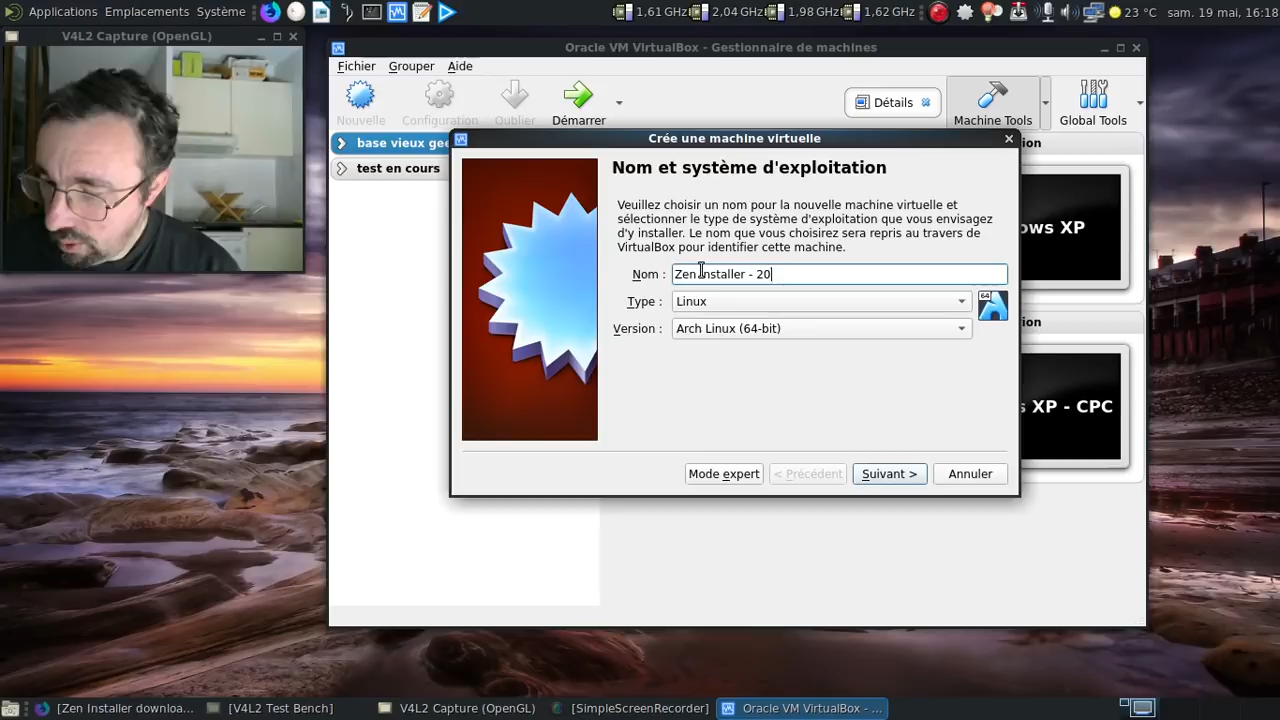 Applications Emplacements Système 1,61 GHz 2,04 GHz 1,98 GHz 1,62 GHz 23 °C sam. 19 mai, 16:18
V4L2 Capture (OpenGL)
Oracle VM VirtualBox - Gestionnaire de machines
Fichier Grouper Aide
Nouvelle Configuration Oublier Démarrer Détails Machine Tools Global Tools
base vieux gee
test en cours
Crée une machine virtuelle
Nom et système d'exploitation
Veuillez choisir un nom pour la nouvelle machine virtuelle et
sélectionner le type de système d'exploitation que vous envisagez
d'y installer. Le nom que vous choisirez sera repris au travers de
VirtualBox pour identifier cette machine.
Nom : Zen Installer - 20
Type : Linux
64
Version : Arch Linux (64-bit)
Mode expert < Précédent Suivant > Annuler
ion
ows XP
ion
s XP - CPC
[Zen Installer downloa... [V4L2 Test Bench] V4L2 Capture (OpenGL) [SimpleScreenRecorder] Oracle VM VirtualBox - ...